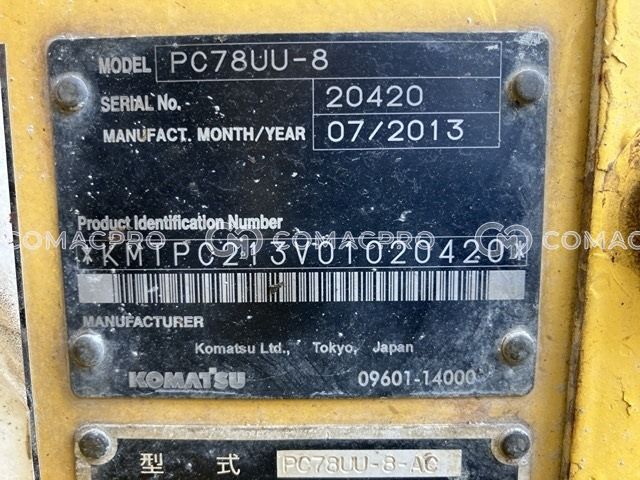 MODEL PC78UU-8
SERIAL No. 20420
MANUFACT. MONTH/YEAR 07/2013
Product Identification Number
COMACPRO COMACPRO COMACPRO
*KMTPC213V01020420*
MANUFACTURER
Komatsu Ltd., Tokyo, Japan
KOMATSU 09601-14000
型式 PC78UU-8-AC